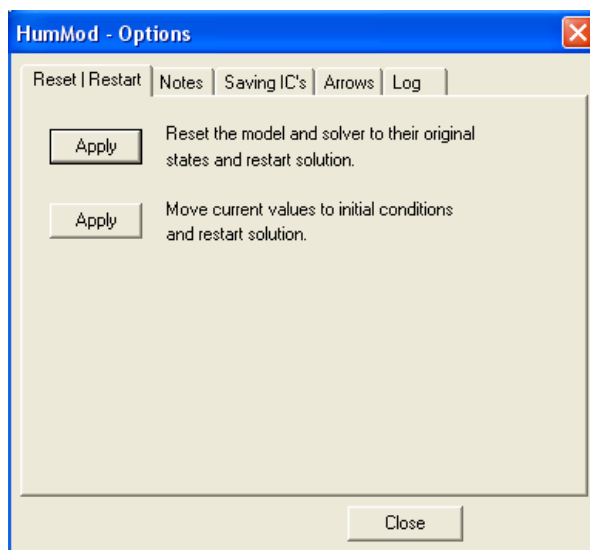 HumMod - Options
Reset | Restart Notes Saving IC's Arrows Log
Apply Reset the model and solver to their original
states and restart solution.
Apply Move current values to initial conditions
and restart solution.
Close